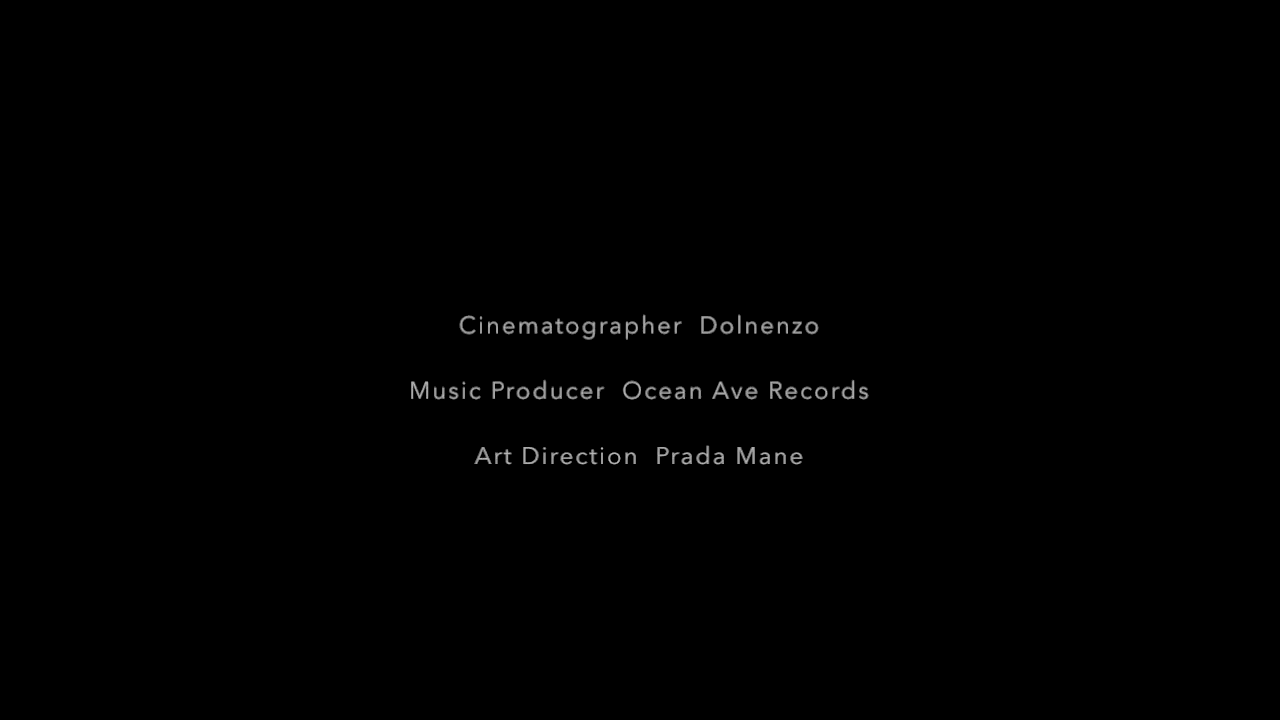 Cinematographer  Dolnenzo
Music Producer  Ocean Ave Records
Art Direction  Prada Mane